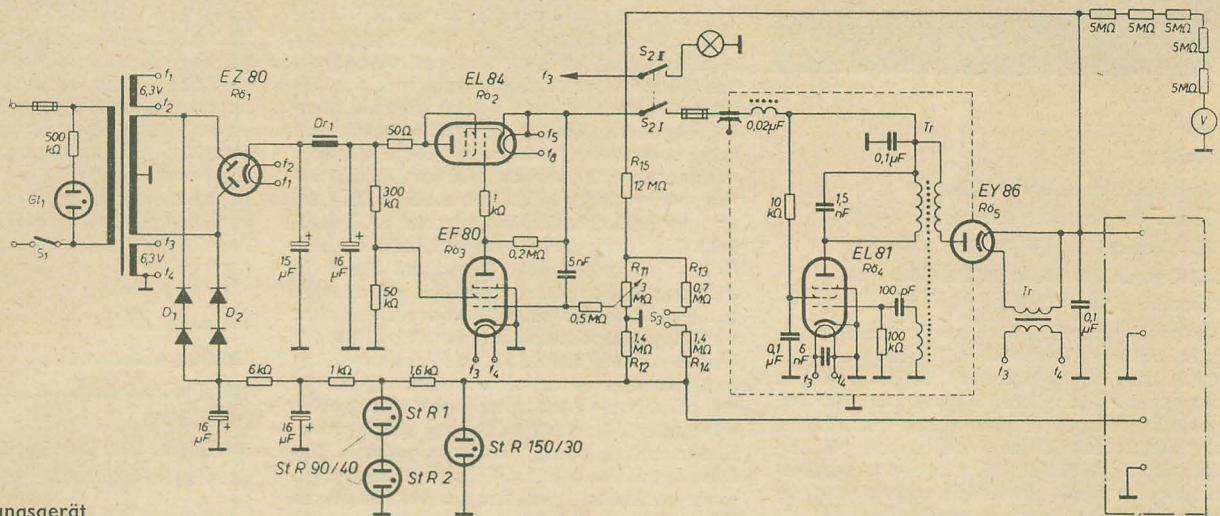 500
kΩ
Gl₁
S₁
f₁
6,3V
f₂
f₃
6,3V
f₄
EZ 80
Rö₁
f₂
f₁
Dr₁
D₁
D₂
15
µF
+
16
µF
+
300
kΩ
50
kΩ
50Ω
EL 84
Rö₂
f₅
f₆
1
kΩ
EF 80
Rö₃
0,2MΩ
5nF
0,5MΩ
f₃
f₄
6 kΩ
1 kΩ
1,6 kΩ
16
µF
+
16
µF
+
St R 1
St R 90/40
St R 2
St R 150/30
f₃
S₂ II
S₂ I
R₁₅
12 MΩ
R₁₁
3
MΩ
R₁₃
0,7
MΩ
S₃
1,4
MΩ
R₁₂
1,4
MΩ
R₁₄
0,02µF
Tr
0,1µF
10
kΩ
1,5
nF
EL 81
Rö₄
100 pF
100
kΩ
0,1
µF
6
nF
f₃
f₄
EY 86
Rö₅
Tr
f₃
f₄
0,1
µF
5MΩ
5MΩ
5MΩ
5MΩ
5MΩ
V
ungsgerät